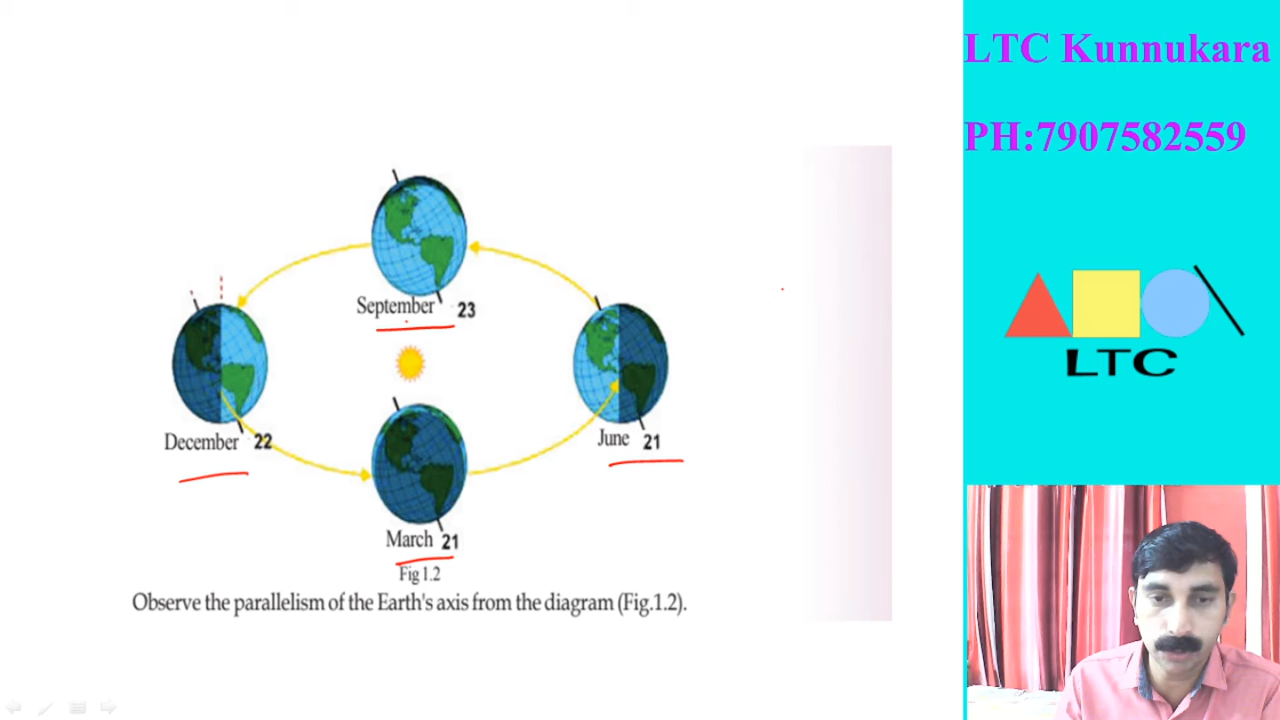 LTC Kunnukara
PH:7907582559
September 23
December 22
June 21
March 21
Fig 1.2
Observe the parallelism of the Earth's axis from the diagram (Fig.1.2).
LTC